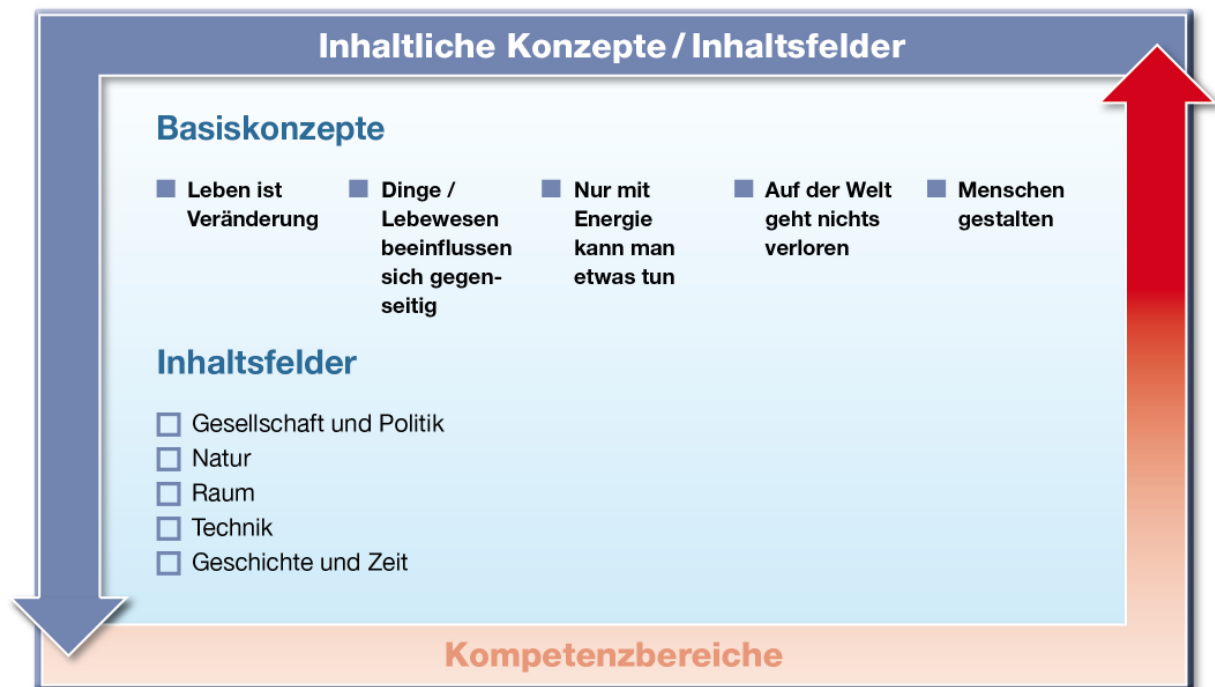 Inhaltliche Konzepte / Inhaltsfelder
Basiskonzepte
Leben ist
Veränderung
Dinge /
Lebewesen
beeinflussen
sich gegen-
seitig
Nur mit
Energie
kann man
etwas tun
Auf der Welt
geht nichts
verloren
Menschen
gestalten
Inhaltsfelder
Gesellschaft und Politik
Natur
Raum
Technik
Geschichte und Zeit
Kompetenzbereiche